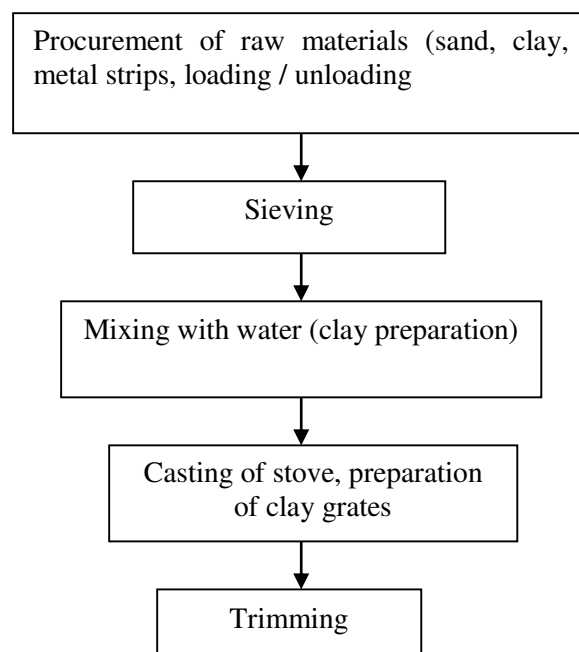 Procurement of raw materials (sand, clay,
metal strips, loading / unloading
Sieving
Mixing with water (clay preparation)
Casting of stove, preparation
of clay grates
Trimming